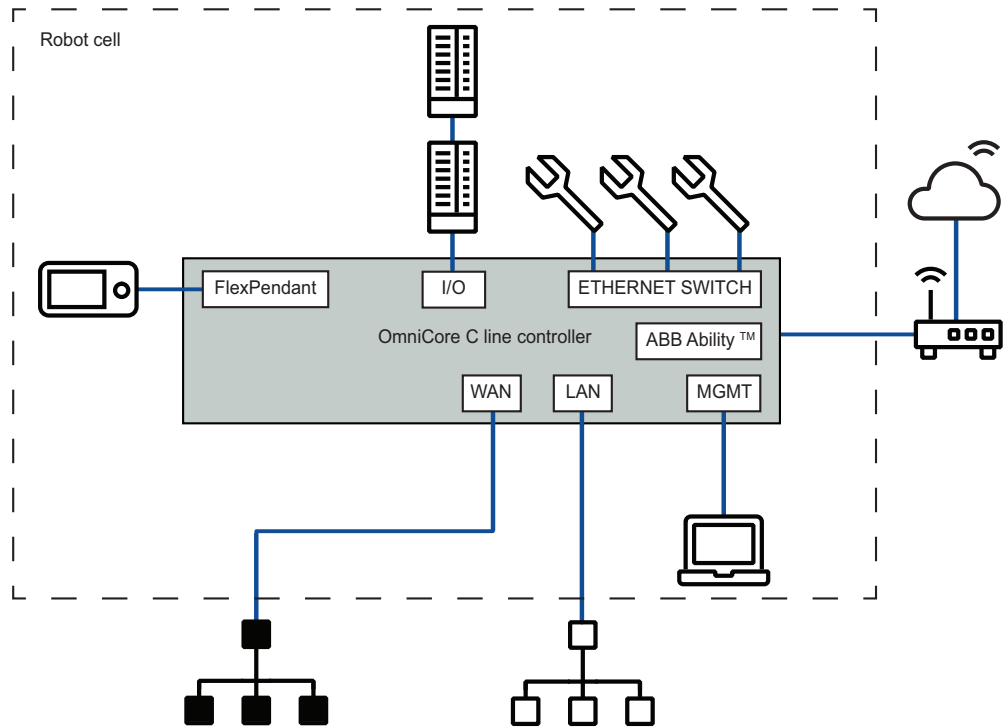 Robot cell
FlexPendant
I/O
ETHERNET SWITCH
OmniCore C line controller
ABB Ability ™
WAN
LAN
MGMT